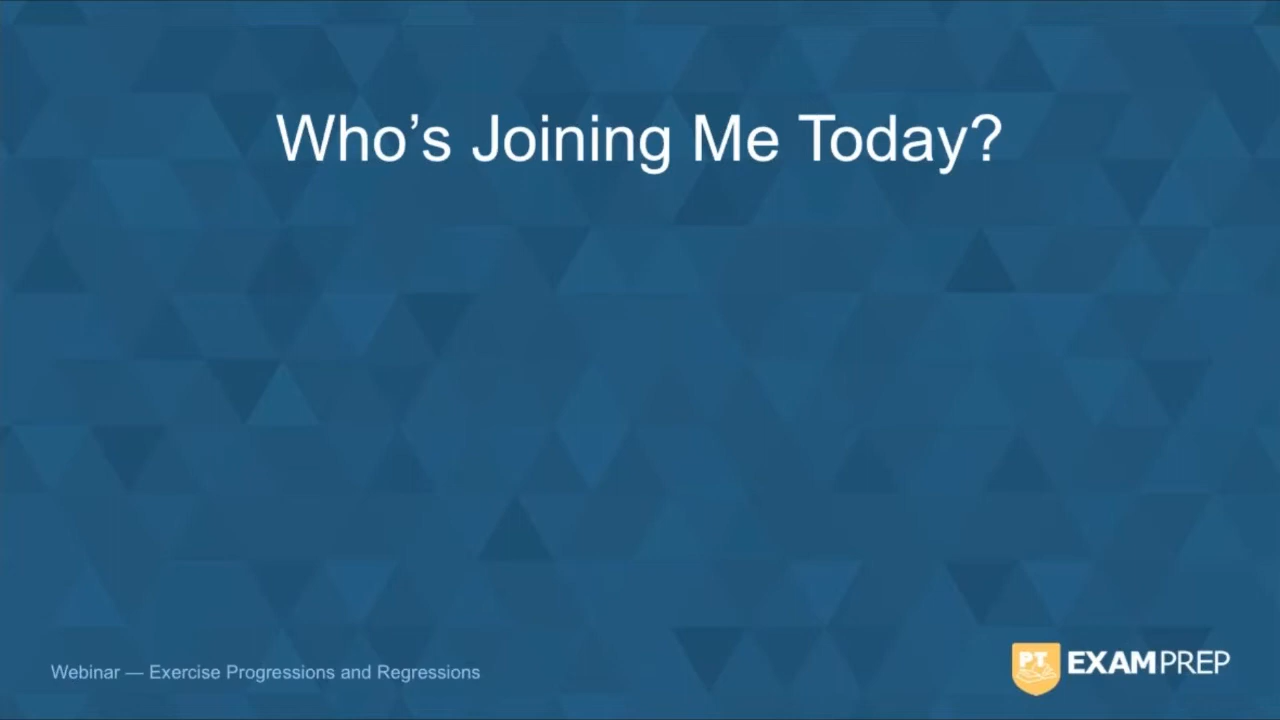 Who’s Joining Me Today?
Webinar — Exercise Progressions and Regressions
PT EXAMPREP